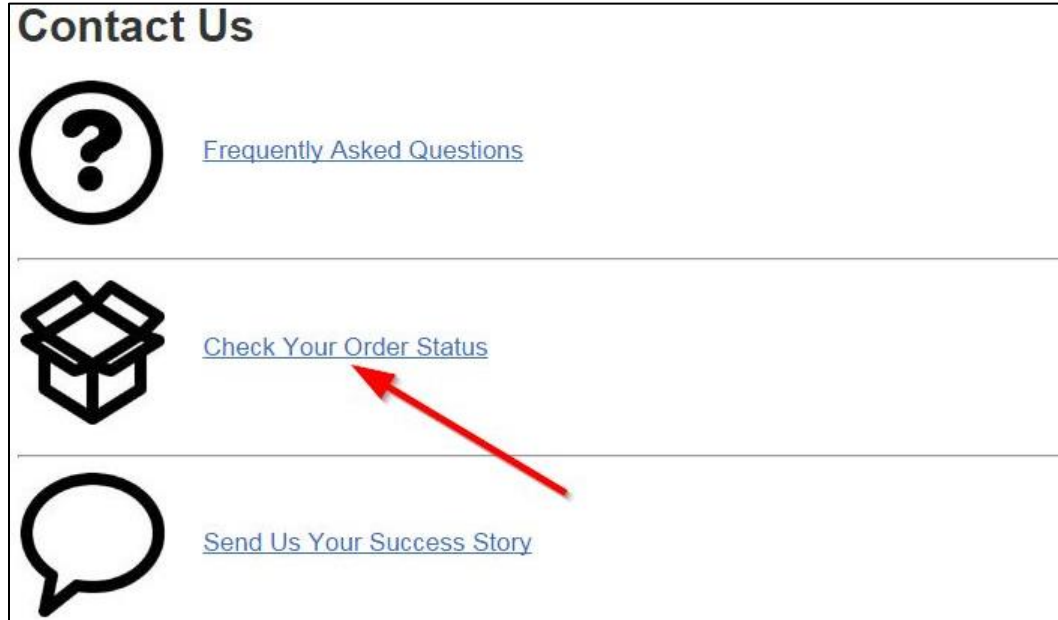 Contact Us
Frequently Asked Questions
Check Your Order Status
Send Us Your Success Story